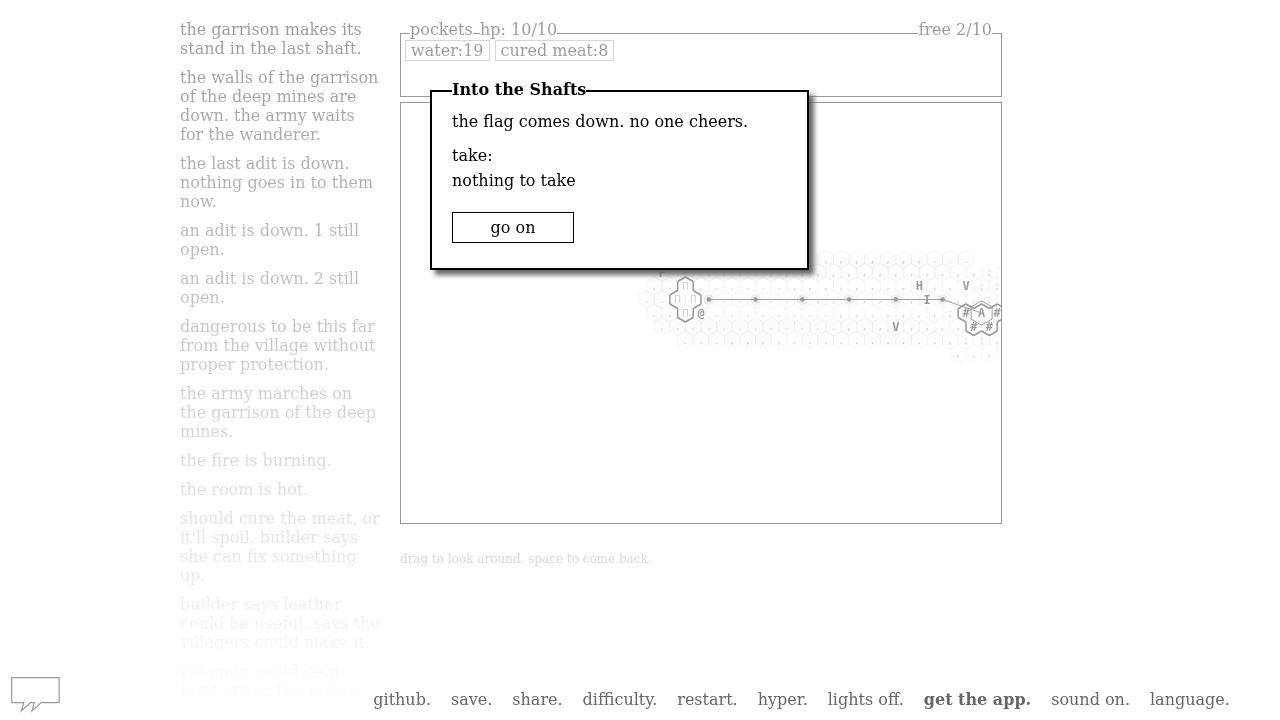 the garrison makes its
stand in the last shaft.
the walls of the garrison
of the deep mines are
down. the army waits
for the wanderer.
the last adit is down.
nothing goes in to them
now.
an adit is down. 1 still
open.
an adit is down. 2 still
open.
dangerous to be this far
from the village without
proper protection.
the army marches on
the garrison of the deep
mines.
the fire is burning.
the room is hot.
should cure the meat, or
it'll spoil. builder says
she can fix something
up.
builder says leather
could be useful. says the
villagers could make it.
villagers could help
hunt, given the means.
pockets hp: 10/10 free 2/10
water:19 cured meat:8
Into the Shafts
the flag comes down. no one cheers.
take:
nothing to take
go on
H V
I
# A #
@
# #
V
drag to look around. space to come back.
github. save. share. difficulty. restart. hyper. lights off. get the app. sound on. language.